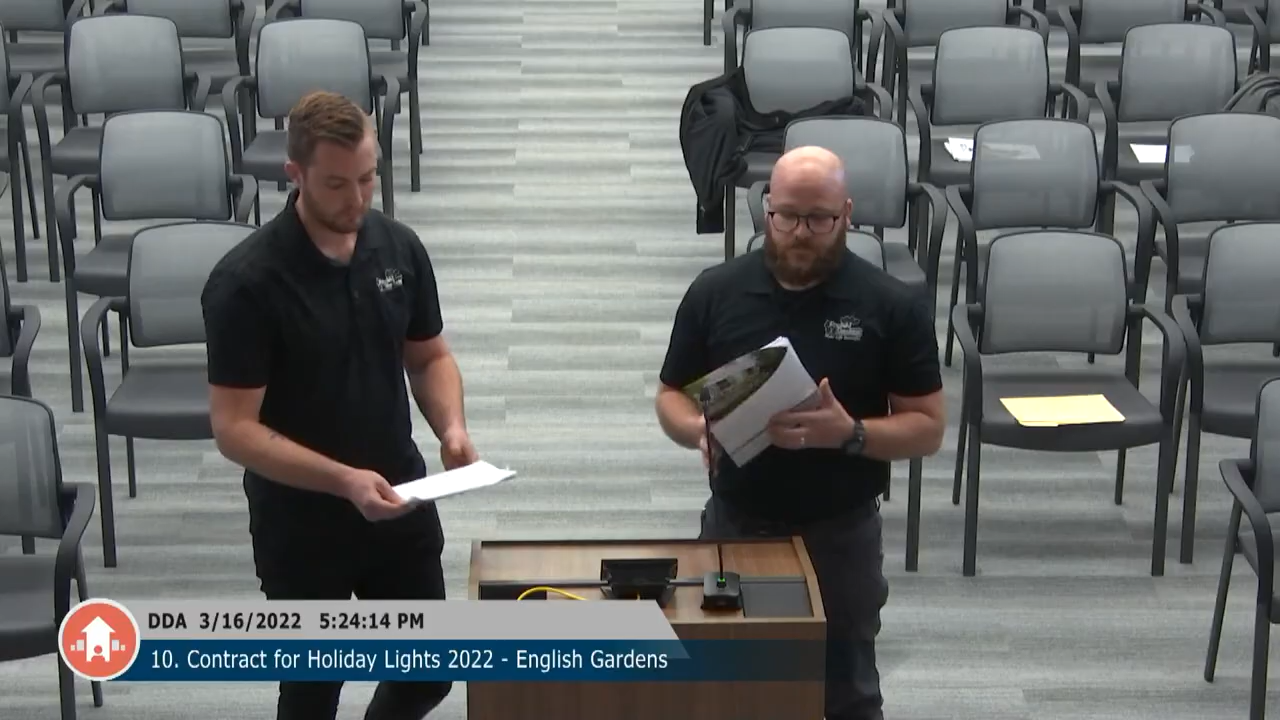 DDA 3/16/2022 5:24:14 PM
10. Contract for Holiday Lights 2022 - English Gardens